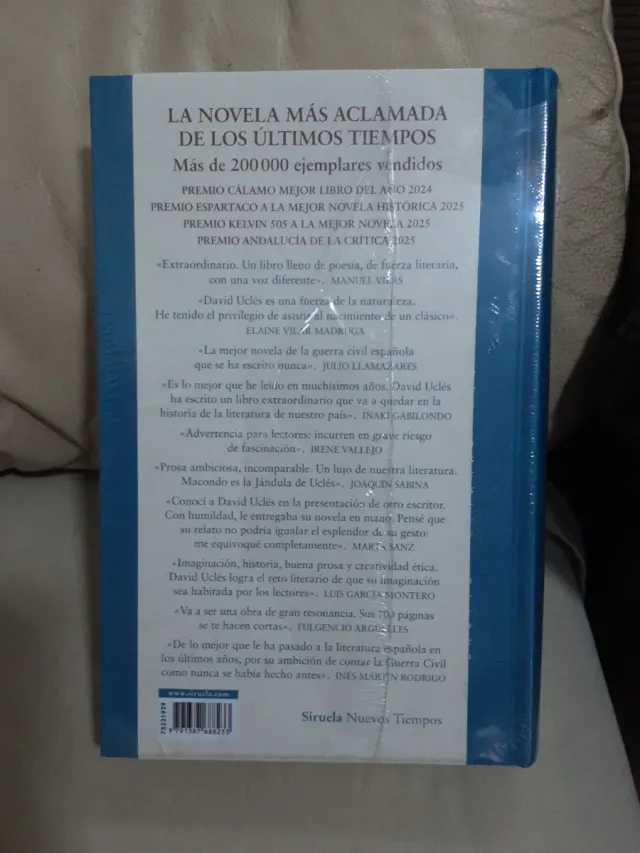 LA NOVELA MÁS ACLAMADA
DE LOS ÚLTIMOS TIEMPOS
Más de 200 000 ejemplares vendidos
PREMIO CÁLAMO MEJOR LIBRO DEL AÑO 2024
PREMIO ESPARTACO A LA MEJOR NOVELA HISTÓRICA 2025
PREMIO KELVIN 505 A LA MEJOR NOVELA 2025
PREMIO ANDALUCÍA DE LA CRÍTICA 2025
«Extraordinario. Un libro lleno de poesía, de fuerza literaria,
con una voz diferente». MANUEL VILAS
«David Uclés es una fuerza de la naturaleza.
He tenido el privilegio de asistir al nacimiento de un clásico».
ELAINE VILAR MADRUGA
«La mejor novela de la guerra civil española
que se ha escrito nunca». JULIO LLAMAZARES
«Es lo mejor que he leído en muchísimos años. David Uclés
ha escrito un libro extraordinario que va a quedar en la
historia de la literatura de nuestro país». IÑAKI GABILONDO
«Advertencia para lectores: incurren en grave riesgo
de fascinación». IRENE VALLEJO
«Prosa ambiciosa, incomparable. Un lujo de nuestra literatura.
Macondo es la Jándula de Uclés». JOAQUÍN SABINA
«Conocí a David Uclés en la presentación de otro escritor.
Con humildad, le entregaba su novela en mano. Pensé que
su relato no podría igualar el esplendor de su gesto:
me equivoqué completamente». MARTA SANZ
«Imaginación, historia, buena prosa y creatividad ética.
David Uclés logra el reto literario de que su imaginación
sea habitada por los lectores». LUIS GARCÍA MONTERO
«Va a ser una obra de gran resonancia. Sus 700 páginas
se te hacen cortas». FULGENCIO ARGÜELLES
«De lo mejor que le ha pasado a la literatura española en
los últimos años, por su ambición de contar la Guerra Civil
como nunca se había hecho antes». INÉS MARTÍN RODRIGO
www.siruela.com
75231929
9 791387 688233
Siruela Nuevos Tiempos